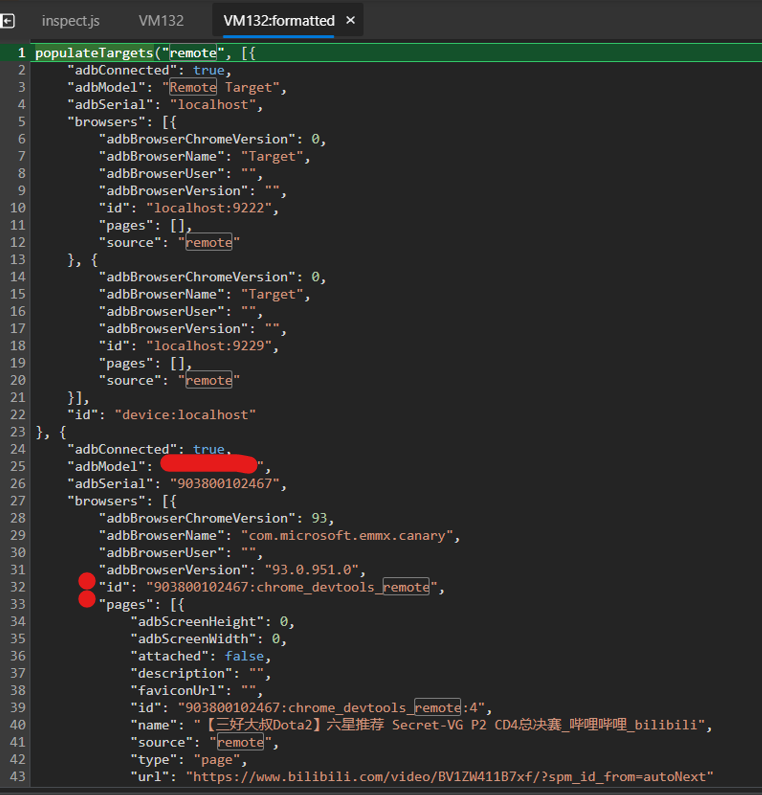 inspect.js VM132 VM132:formatted ×
1 populateTargets("remote", [{
2 "adbConnected": true,
3 "adbModel": "Remote Target",
4 "adbSerial": "localhost",
5 "browsers": [{
6 "adbBrowserChromeVersion": 0,
7 "adbBrowserName": "Target",
8 "adbBrowserUser": "",
9 "adbBrowserVersion": "",
10 "id": "localhost:9222",
11 "pages": [],
12 "source": "remote"
13 }, {
14 "adbBrowserChromeVersion": 0,
15 "adbBrowserName": "Target",
16 "adbBrowserUser": "",
17 "adbBrowserVersion": "",
18 "id": "localhost:9229",
19 "pages": [],
20 "source": "remote"
21 }],
22 "id": "device:localhost"
23 }, {
24 "adbConnected": true,
25 "adbModel": ",
26 "adbSerial": "903800102467",
27 "browsers": [{
28 "adbBrowserChromeVersion": 93,
29 "adbBrowserName": "com.microsoft.emmx.canary",
30 "adbBrowserUser": "",
31 "adbBrowserVersion": "93.0.951.0",
32 "id": "903800102467:chrome_devtools_remote",
33 "pages": [{
34 "adbScreenHeight": 0,
35 "adbScreenWidth": 0,
36 "attached": false,
37 "description": "",
38 "faviconUrl": "",
39 "id": "903800102467:chrome_devtools_remote:4",
40 "name": "【三好大叔Dota2】六星推荐 Secret-VG P2 CD4总决赛_哔哩哔哩_bilibili",
41 "source": "remote",
42 "type": "page",
43 "url": "https://www.bilibili.com/video/BV1ZW411B7xf/?spm_id_from=autoNext"